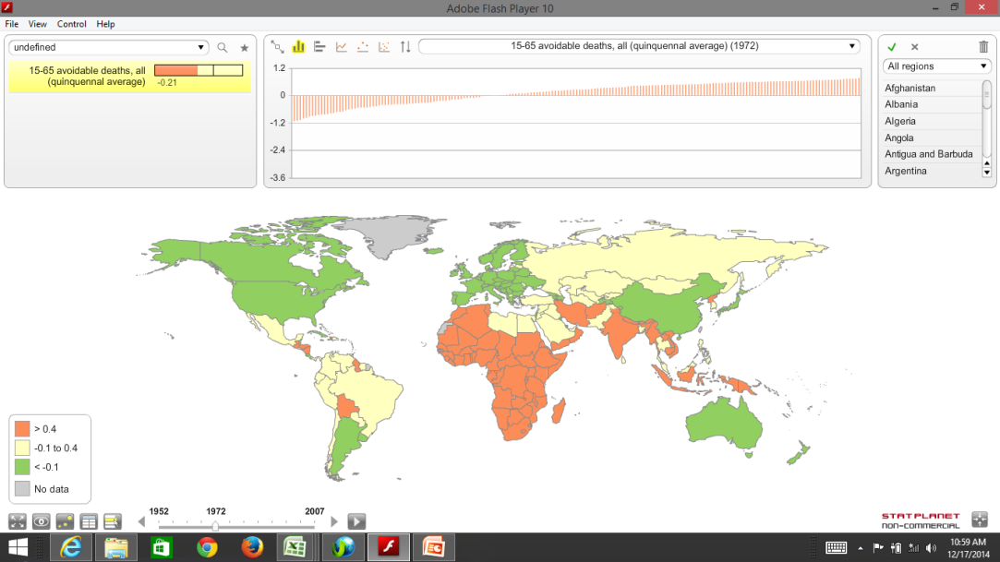 Adobe Flash Player 10
File View Control Help
undefined
15-65 avoidable deaths, all
(quinquennal average)
-0.21
15-65 avoidable deaths, all (quinquennal average) (1972)
1.2
0
-1.2
-2.4
-3.6
All regions
Afghanistan
Albania
Algeria
Angola
Antigua and Barbuda
Argentina
> 0.4
-0.1 to 0.4
< -0.1
No data
1952 1972 2007
STATPLANET
NON-COMMERCIAL
10:59 AM
12/17/2014